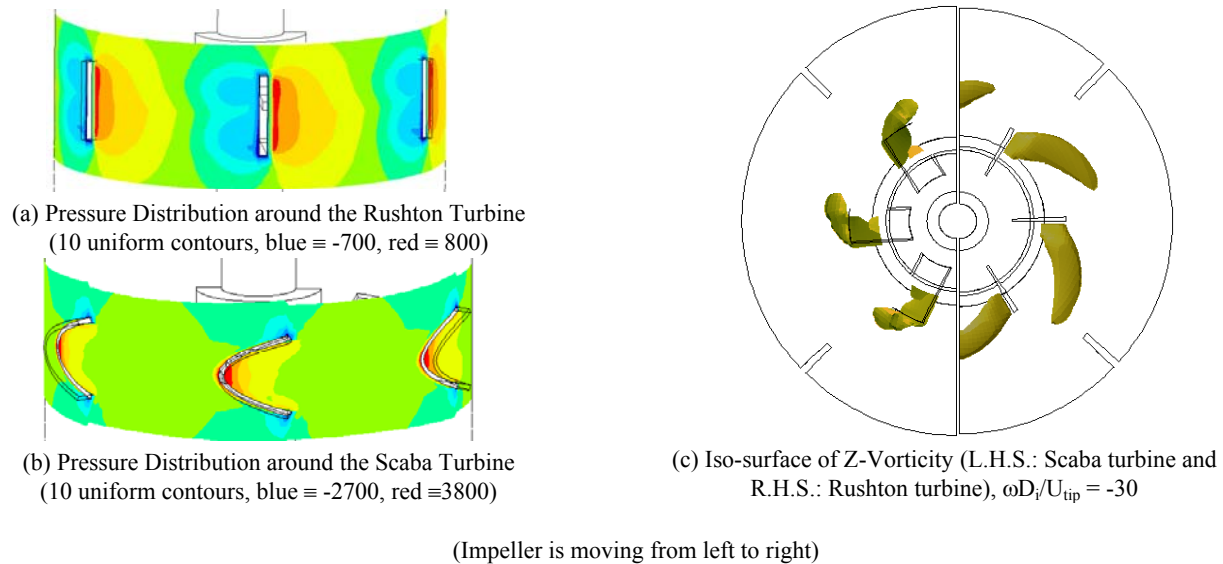 (a) Pressure Distribution around the Rushton Turbine
(10 uniform contours, blue ≡ -700, red ≡ 800)
(b) Pressure Distribution around the Scaba Turbine
(10 uniform contours, blue ≡ -2700, red ≡3800)
(c) Iso-surface of Z-Vorticity (L.H.S.: Scaba turbine and
R.H.S.: Rushton turbine), ωDᵢ/Uₜᵢₚ = -30
(Impeller is moving from left to right)